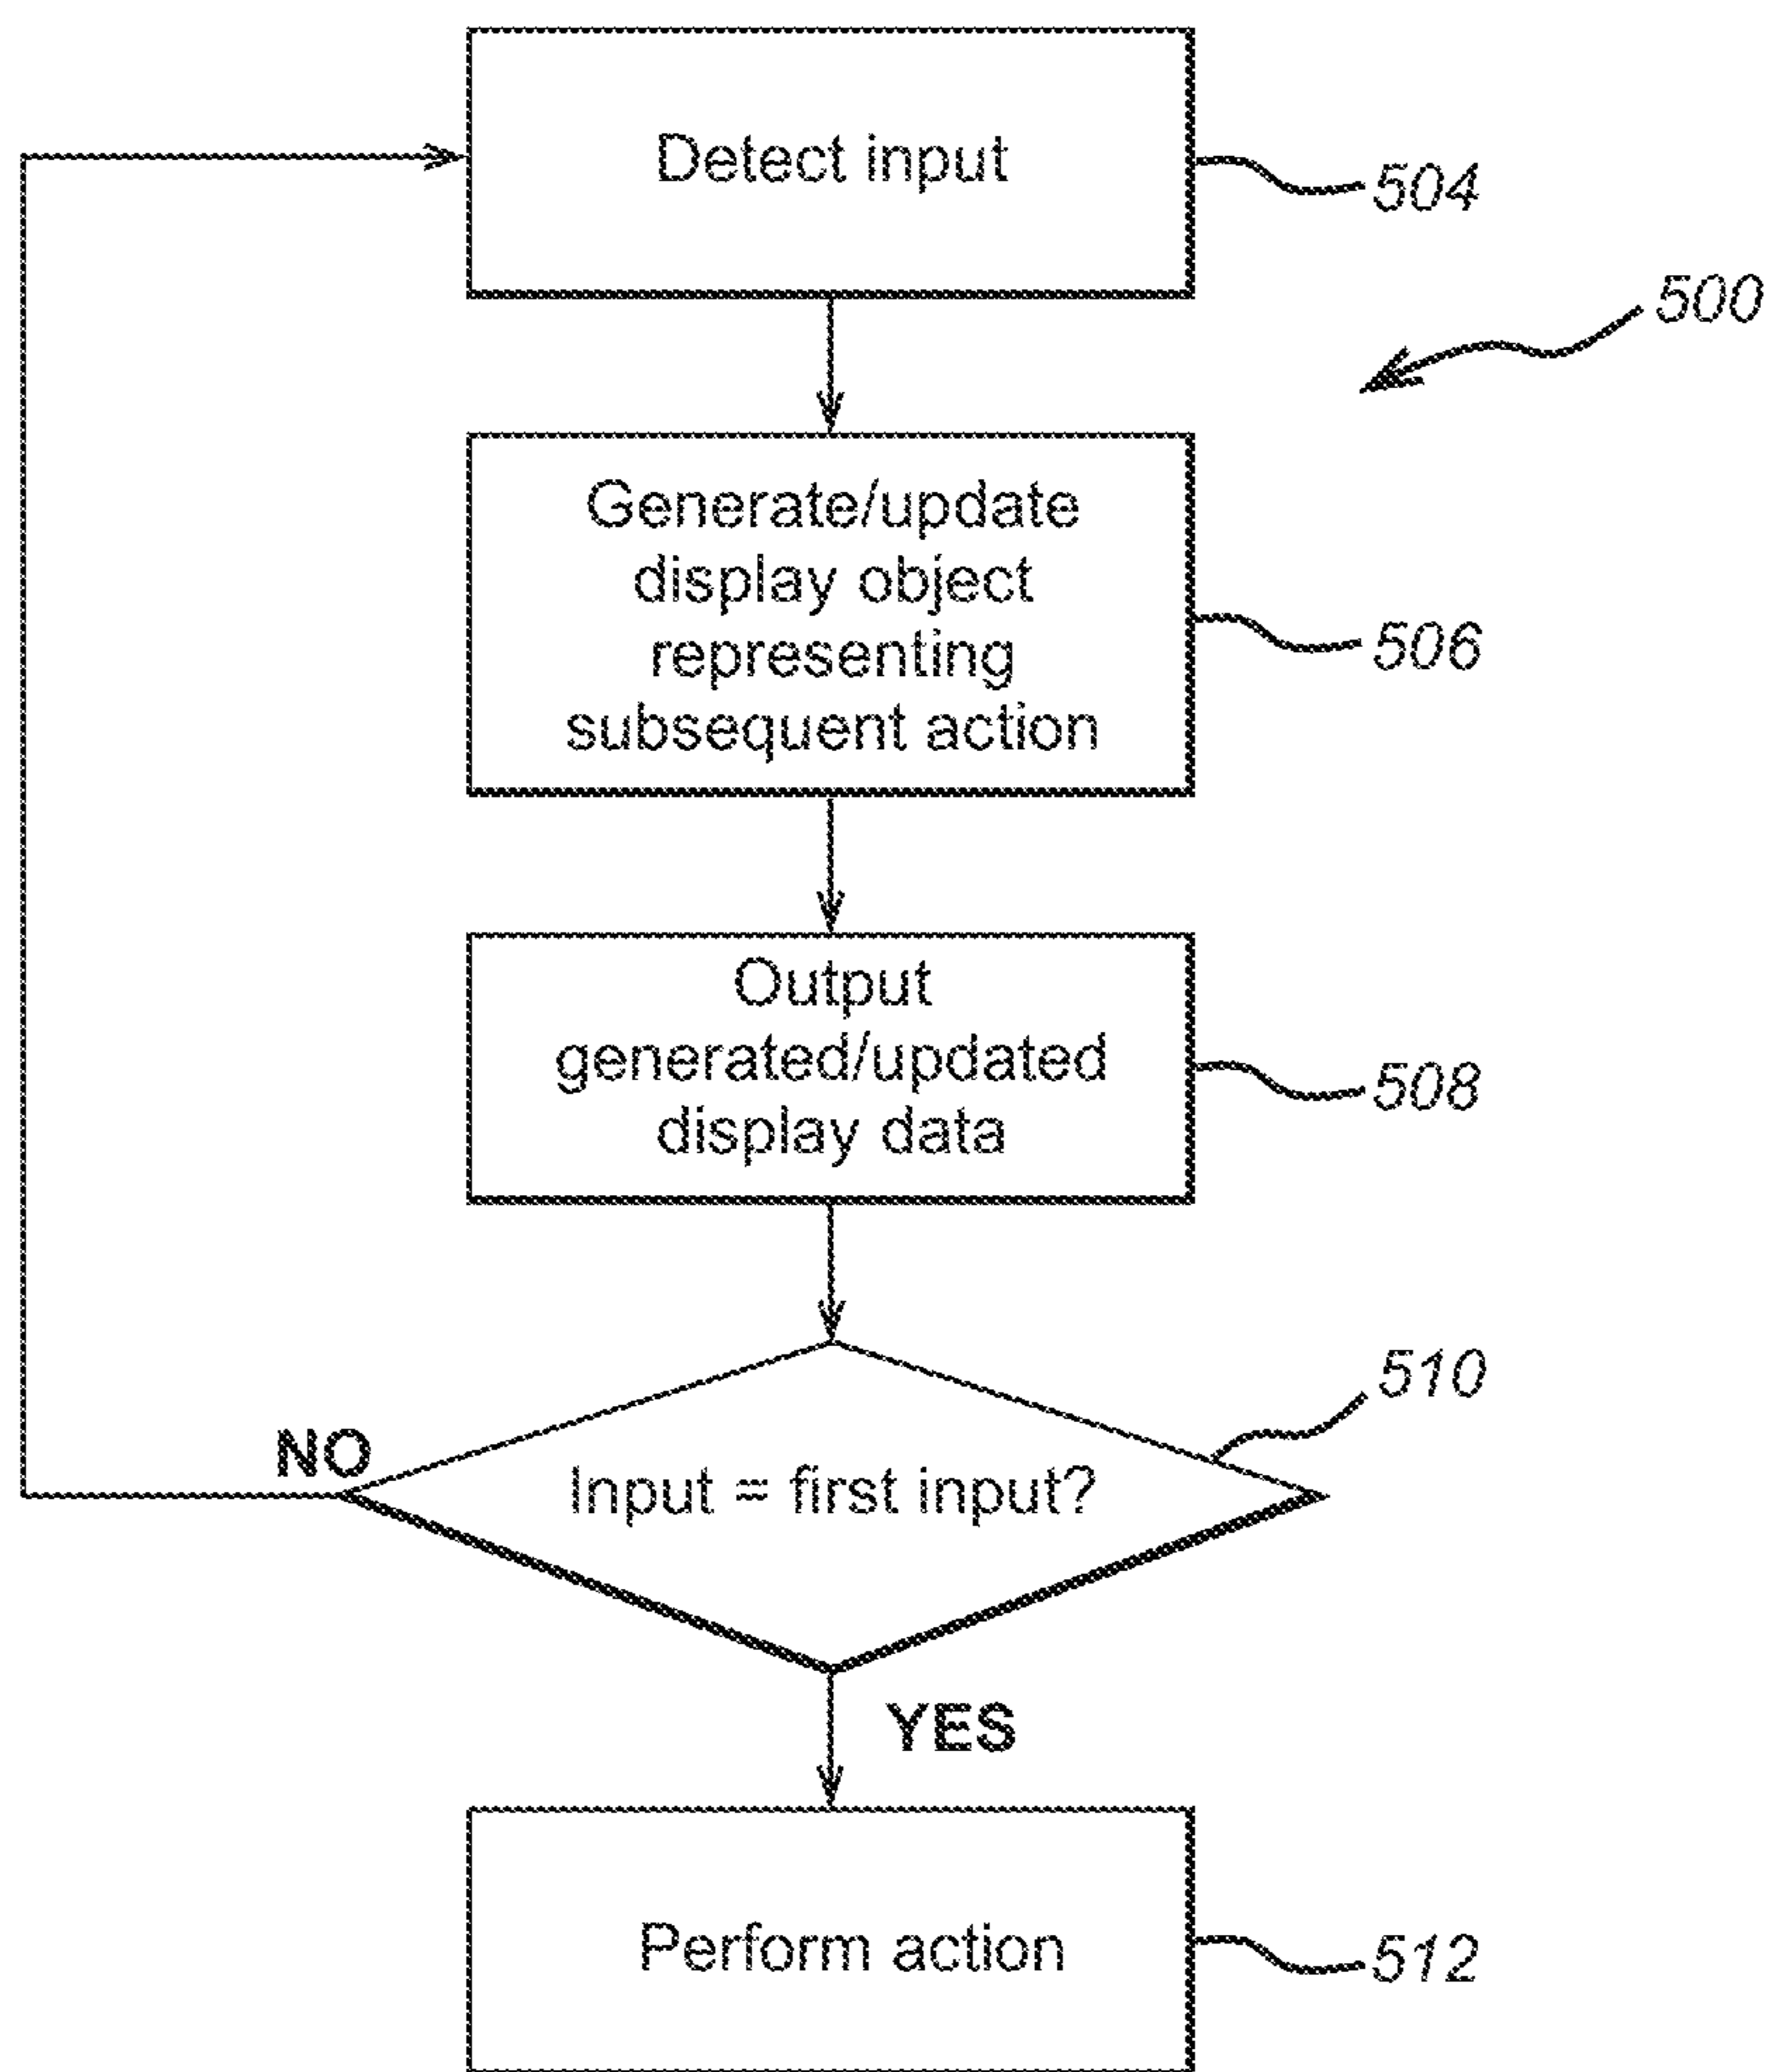 Detect input
504
500
Generate/update
display object
representing
subsequent action
506
Output
generated/updated
display data
508
510
NO
Input = first input?
YES
Perform action
512